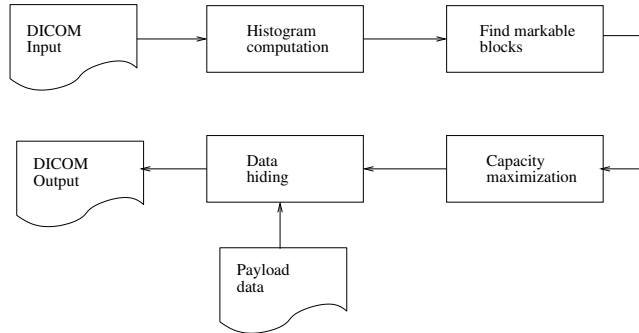 DICOM
Input
Histogram
computation
Find markable
blocks
DICOM
Output
Data
hiding
Capacity
maximization
Payload
data